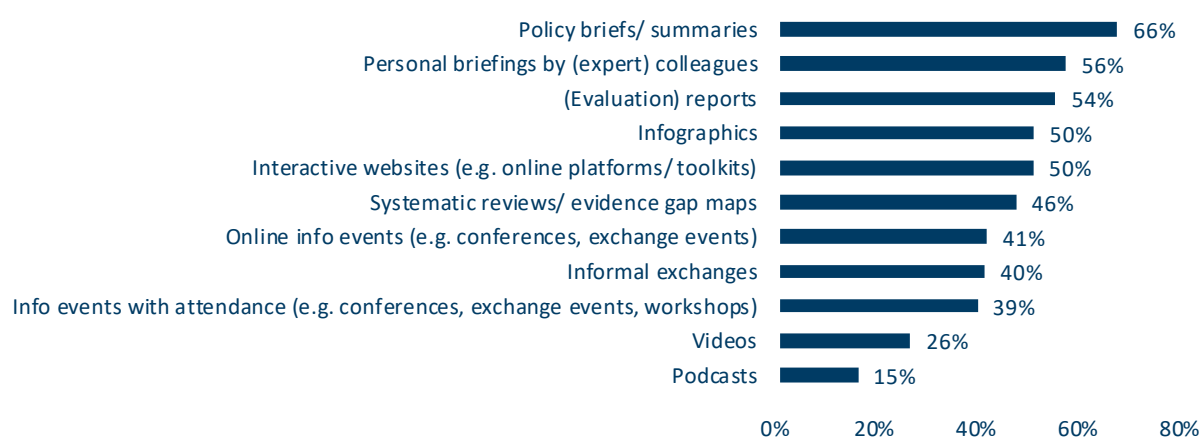 Policy briefs/ summaries 66%
Personal briefings by (expert) colleagues 56%
(Evaluation) reports 54%
Infographics 50%
Interactive websites (e.g. online platforms/ toolkits) 50%
Systematic reviews/ evidence gap maps 46%
Online info events (e.g. conferences, exchange events) 41%
Informal exchanges 40%
Info events with attendance (e.g. conferences, exchange events, workshops) 39%
Videos 26%
Podcasts 15%
0% 20% 40% 60% 80%